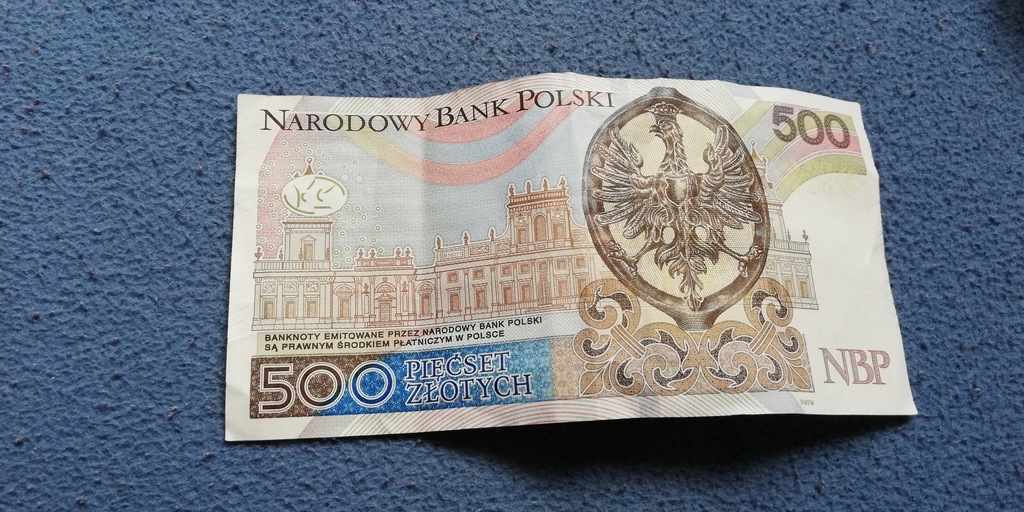 NARODOWY BANK POLSKI
500
BANKNOTY EMITOWANE PRZEZ NARODOWY BANK POLSKI
SĄ PRAWNYM ŚRODKIEM PŁATNICZYM W POLSCE
500 PIĘĆSET
ZŁOTYCH
NBP
PWPW